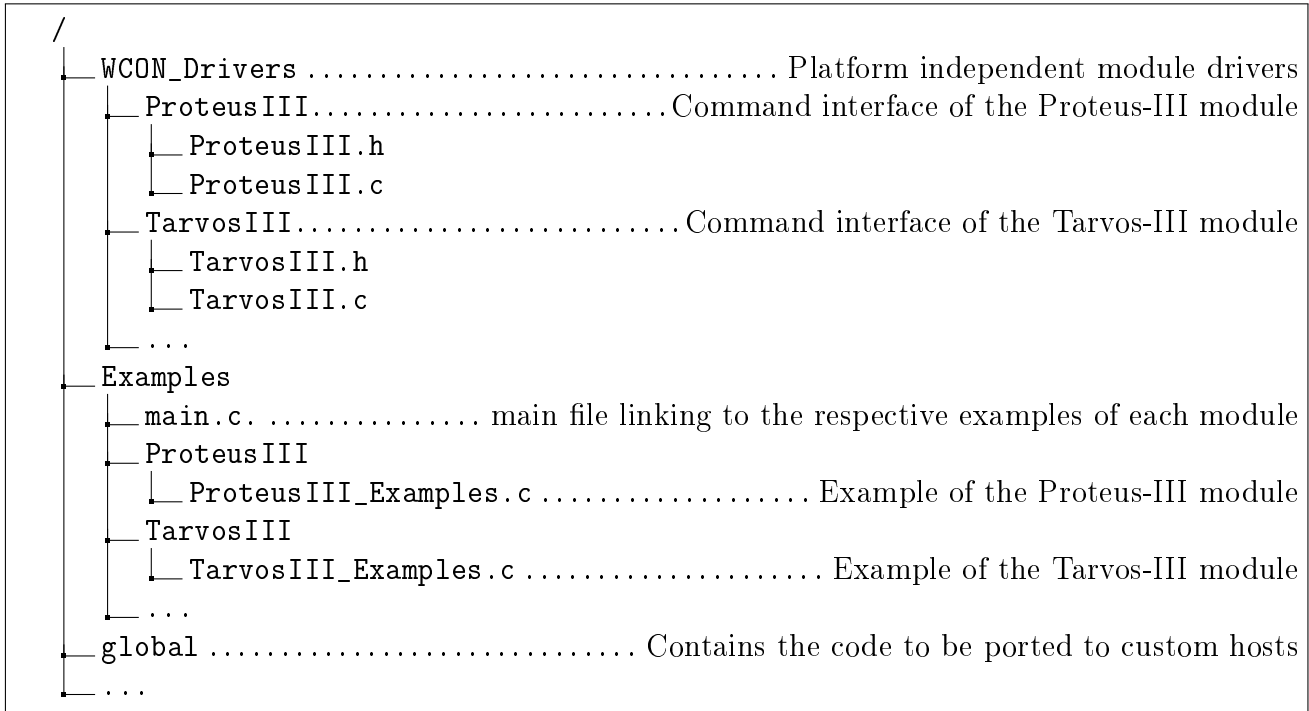 /
WCON_Drivers ................................. Platform independent module drivers
ProteusIII.........................Command interface of the Proteus-III module
ProteusIII.h
ProteusIII.c
TarvosIII...........................Command interface of the Tarvos-III module
TarvosIII.h
TarvosIII.c
...
Examples
main.c. ............... main file linking to the respective examples of each module
ProteusIII
ProteusIII_Examples.c ................... Example of the Proteus-III module
TarvosIII
TarvosIII_Examples.c ..................... Example of the Tarvos-III module
...
global .............................. Contains the code to be ported to custom hosts
...